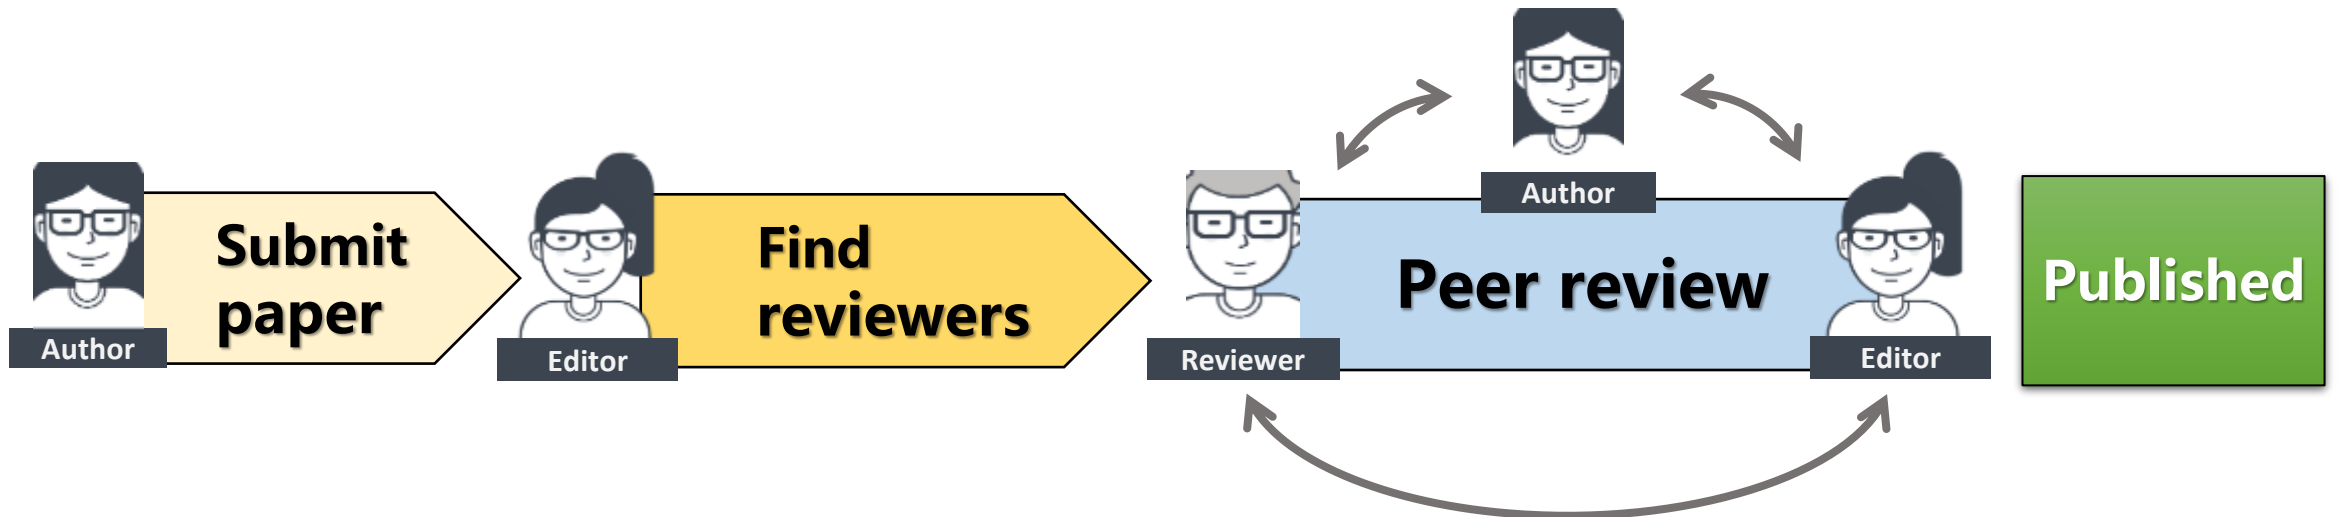 Submit
paper
Author
Editor
Find
reviewers
Reviewer
Author
Peer review
Editor
Published